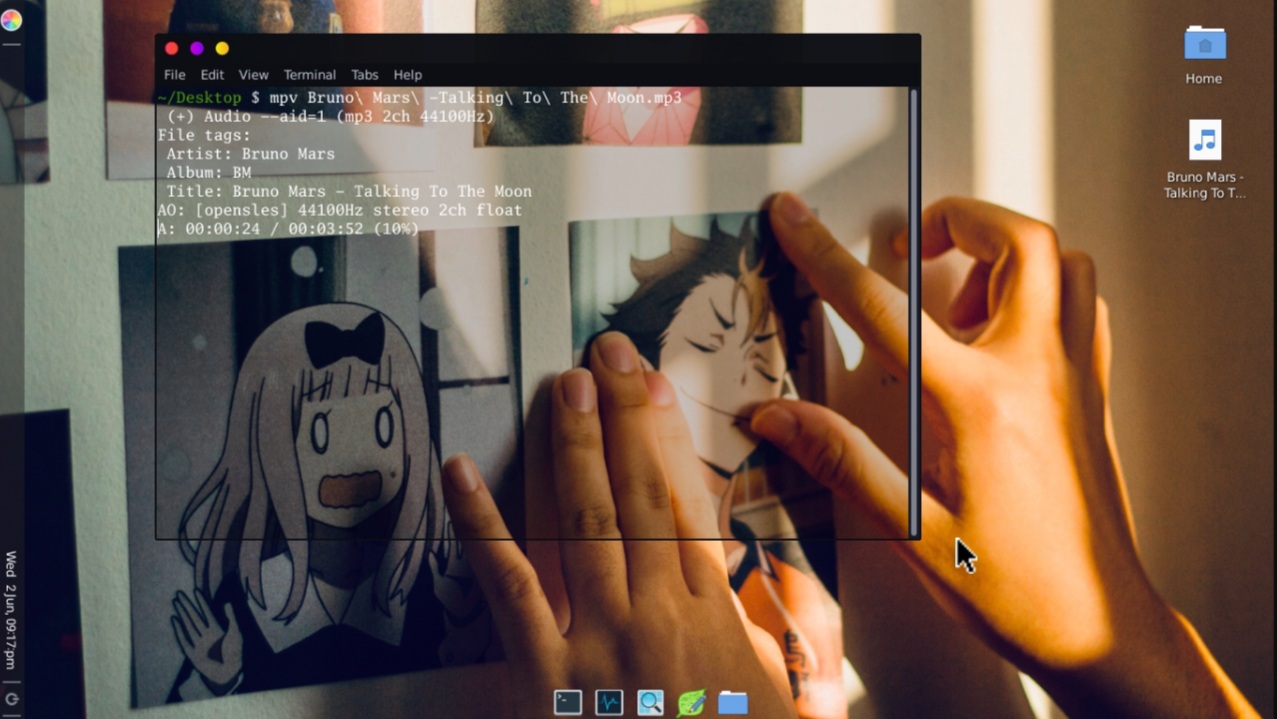 File Edit View Terminal Tabs Help
~/Desktop $ mpv Bruno\ Mars\ -Talking\ To\ The\ Moon.mp3
(+) Audio --aid=1 (mp3 2ch 44100Hz)
File tags:
Artist: Bruno Mars
Album: BM
Title: Bruno Mars - Talking To The Moon
AO: [opensles] 44100Hz stereo 2ch float
A: 00:00:24 / 00:03:52 (10%)
Home
Bruno Mars -
Talking To T...
Wed 2 Jun, 09:17:pm